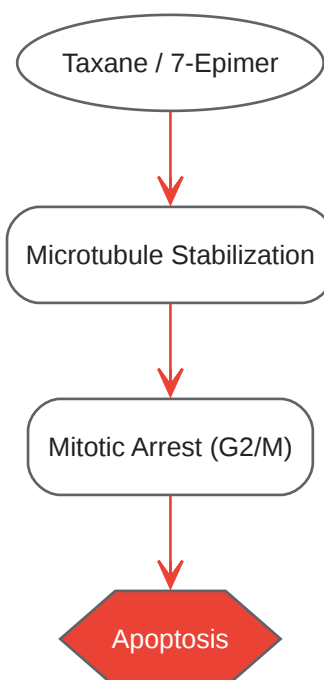 Taxane / 7-Epimer
Microtubule Stabilization
Mitotic Arrest (G2/M)
Apoptosis